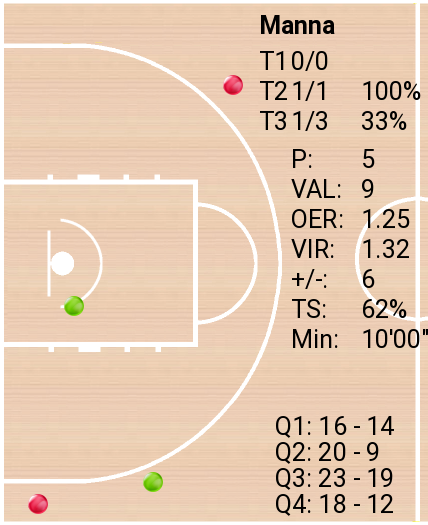 Manna
T1 0/0
T2 1/1 100%
T3 1/3 33%
P: 5
VAL: 9
OER: 1.25
VIR: 1.32
+/-: 6
TS: 62%
Min: 10'00"
Q1: 16 - 14
Q2: 20 - 9
Q3: 23 - 19
Q4: 18 - 12